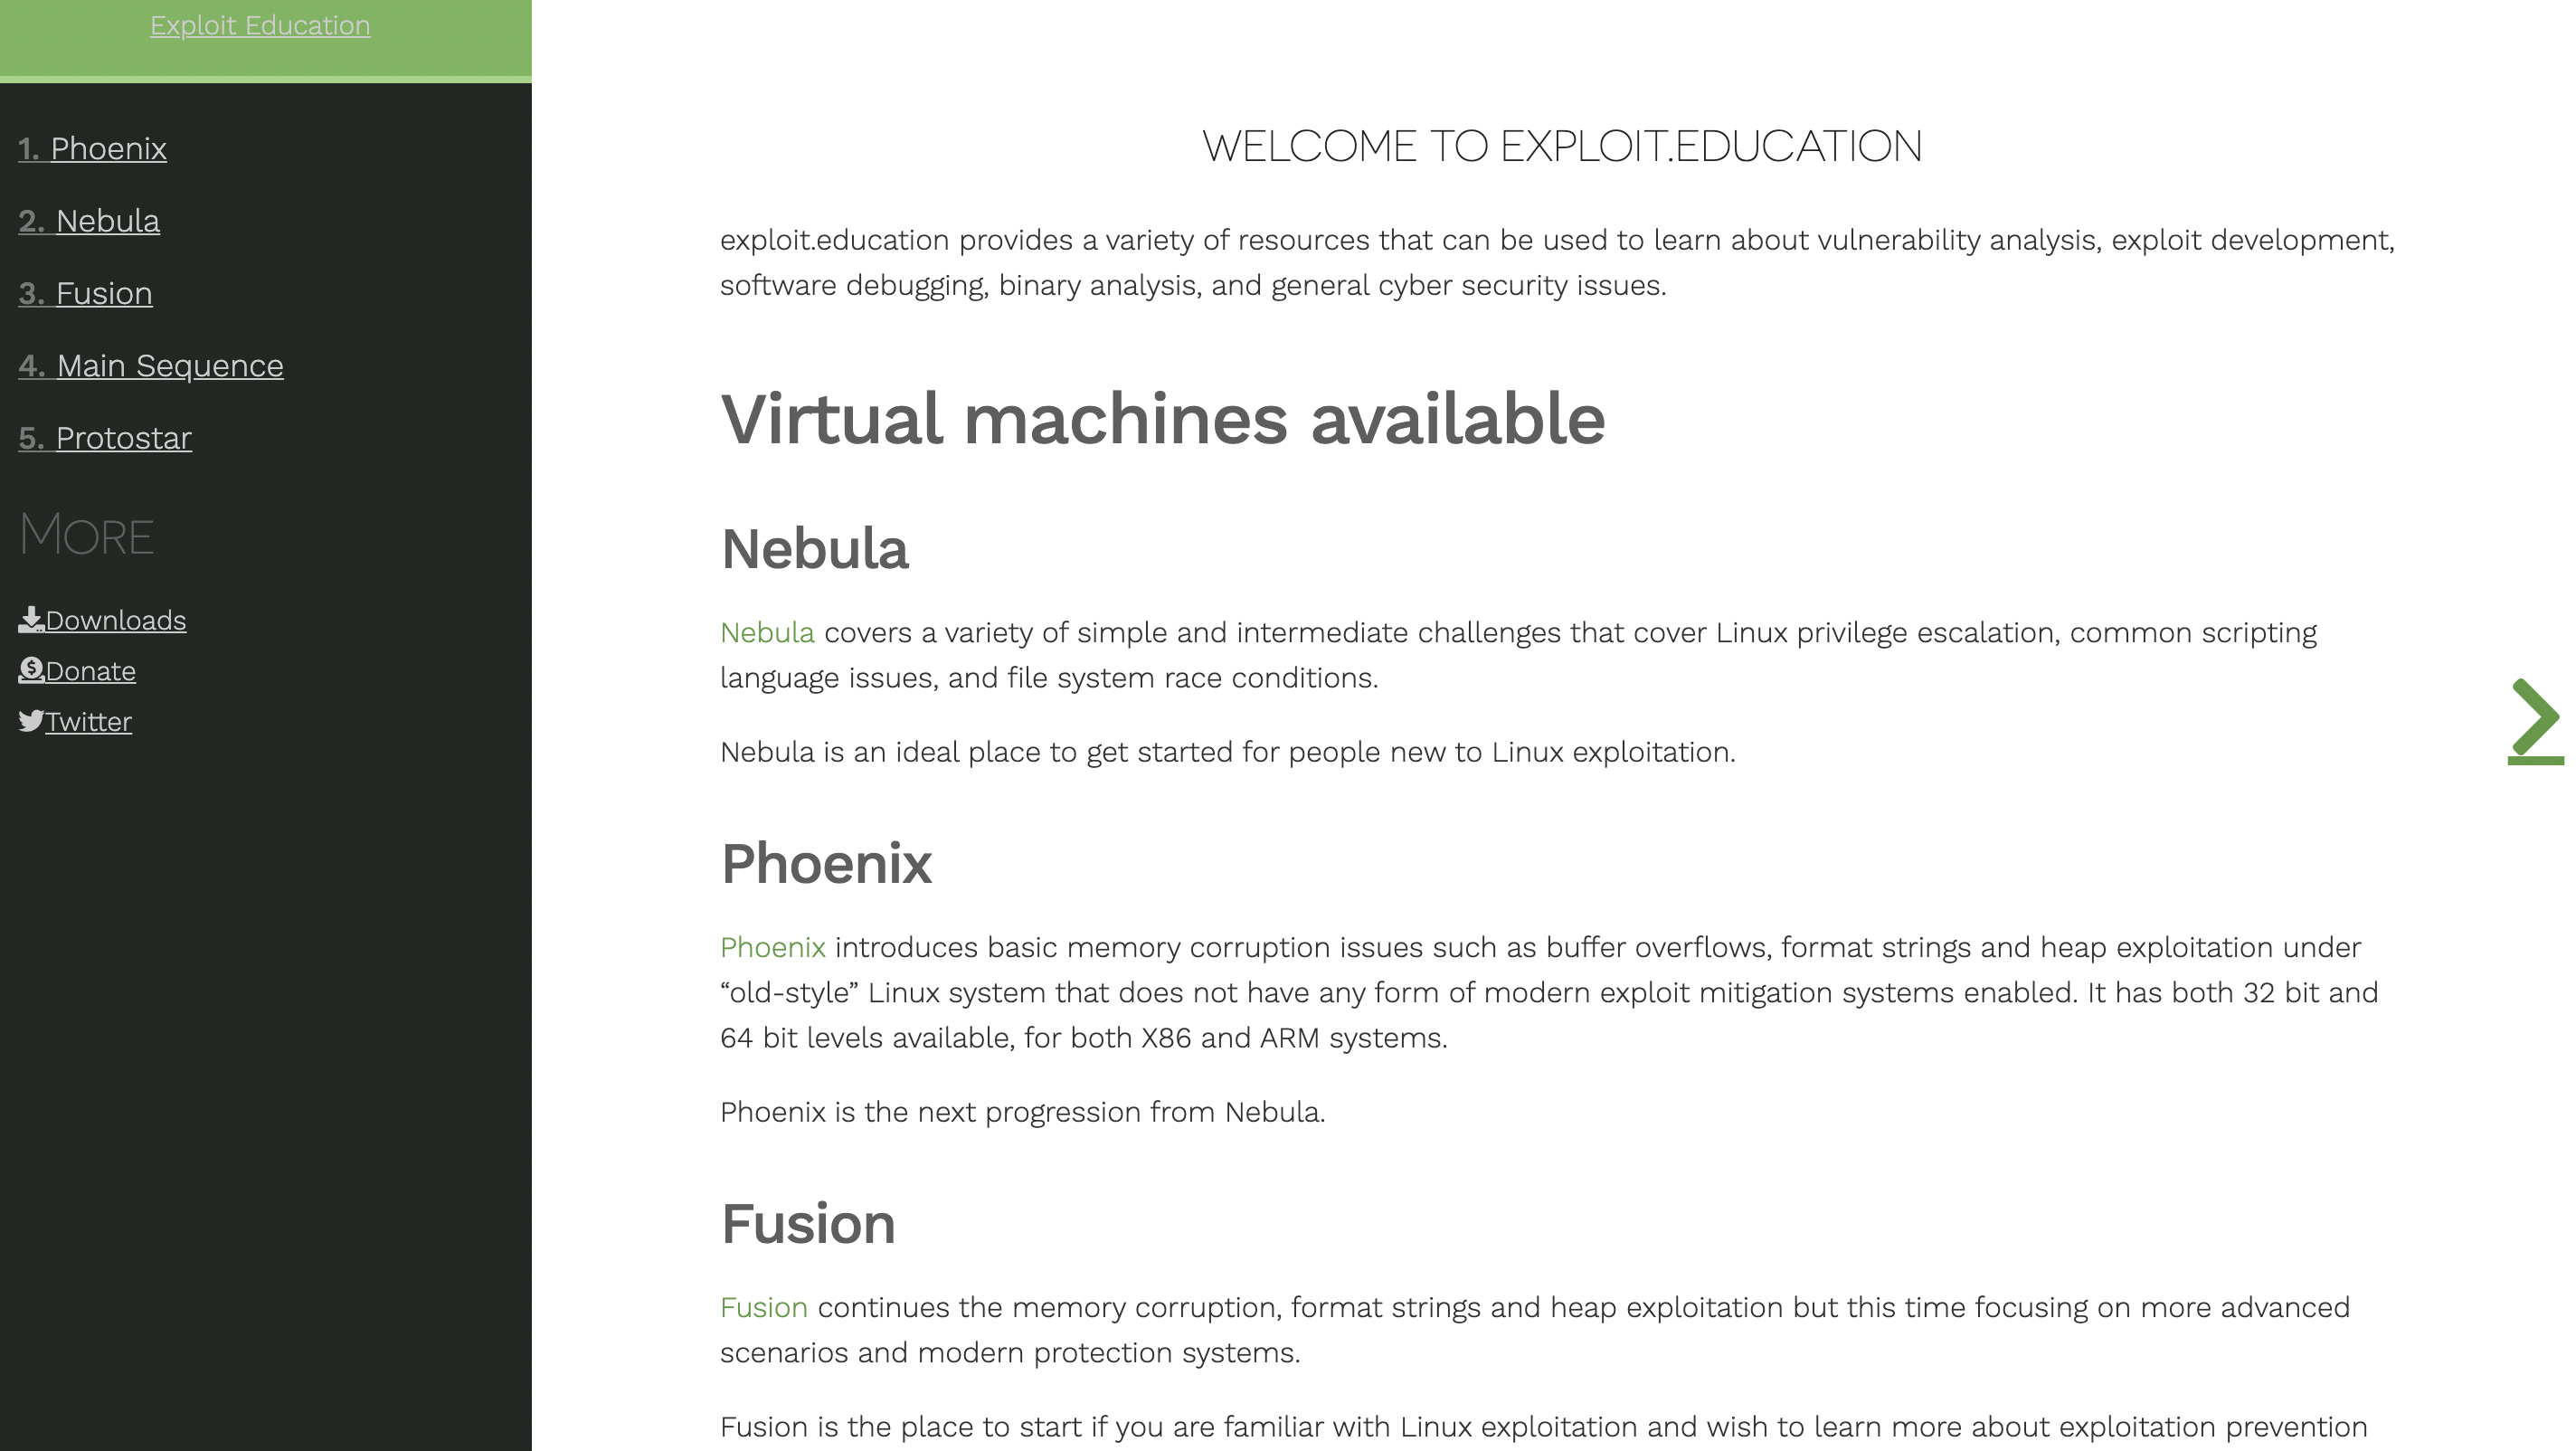 Exploit Education
1. Phoenix
2. Nebula
3. Fusion
4. Main Sequence
5. Protostar
More
Downloads
Donate
Twitter
WELCOME TO EXPLOIT.EDUCATION
exploit.education provides a variety of resources that can be used to learn about vulnerability analysis, exploit development,
software debugging, binary analysis, and general cyber security issues.
Virtual machines available
Nebula
Nebula covers a variety of simple and intermediate challenges that cover Linux privilege escalation, common scripting
language issues, and file system race conditions.
Nebula is an ideal place to get started for people new to Linux exploitation.
Phoenix
Phoenix introduces basic memory corruption issues such as buffer overflows, format strings and heap exploitation under
“old-style” Linux system that does not have any form of modern exploit mitigation systems enabled. It has both 32 bit and
64 bit levels available, for both X86 and ARM systems.
Phoenix is the next progression from Nebula.
Fusion
Fusion continues the memory corruption, format strings and heap exploitation but this time focusing on more advanced
scenarios and modern protection systems.
Fusion is the place to start if you are familiar with Linux exploitation and wish to learn more about exploitation prevention